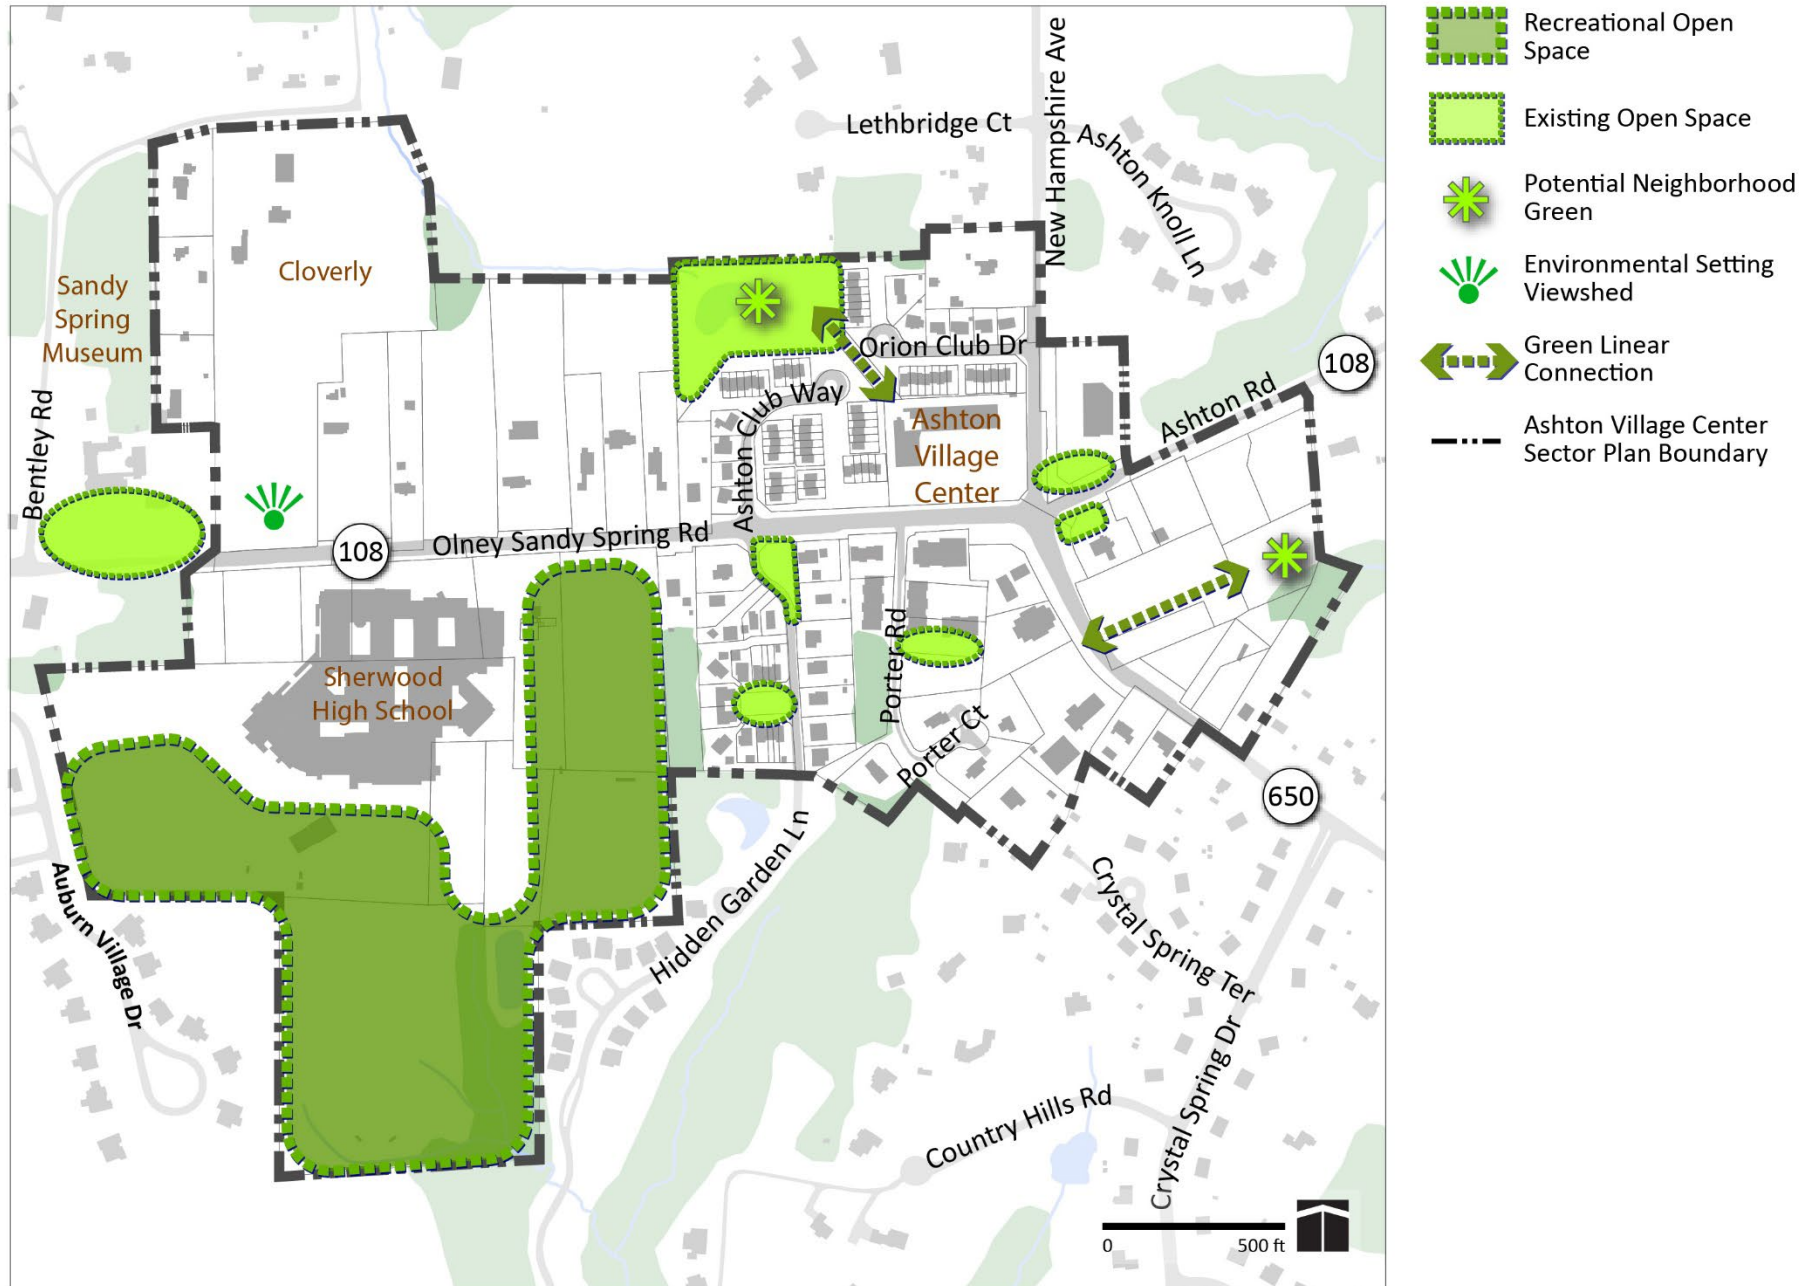 Lethbridge Ct
New Hampshire Ave
Ashton Knoll Ln
Sandy
Spring
Museum
Cloverly
Bentley Rd
Orion Club Dr
Ashton Club Way
Ashton
Village
Center
Ashton Rd
108
Olney Sandy Spring Rd
108
Sherwood
High School
Porter Rd
Porter Ct
650
Auburn Village Dr
Hidden Garden Ln
Crystal Spring Ter
Crystal Spring Dr
Country Hills Rd
0
500 ft
Recreational Open
Space
Existing Open Space
Potential Neighborhood
Green
Environmental Setting
Viewshed
Green Linear
Connection
Ashton Village Center
Sector Plan Boundary